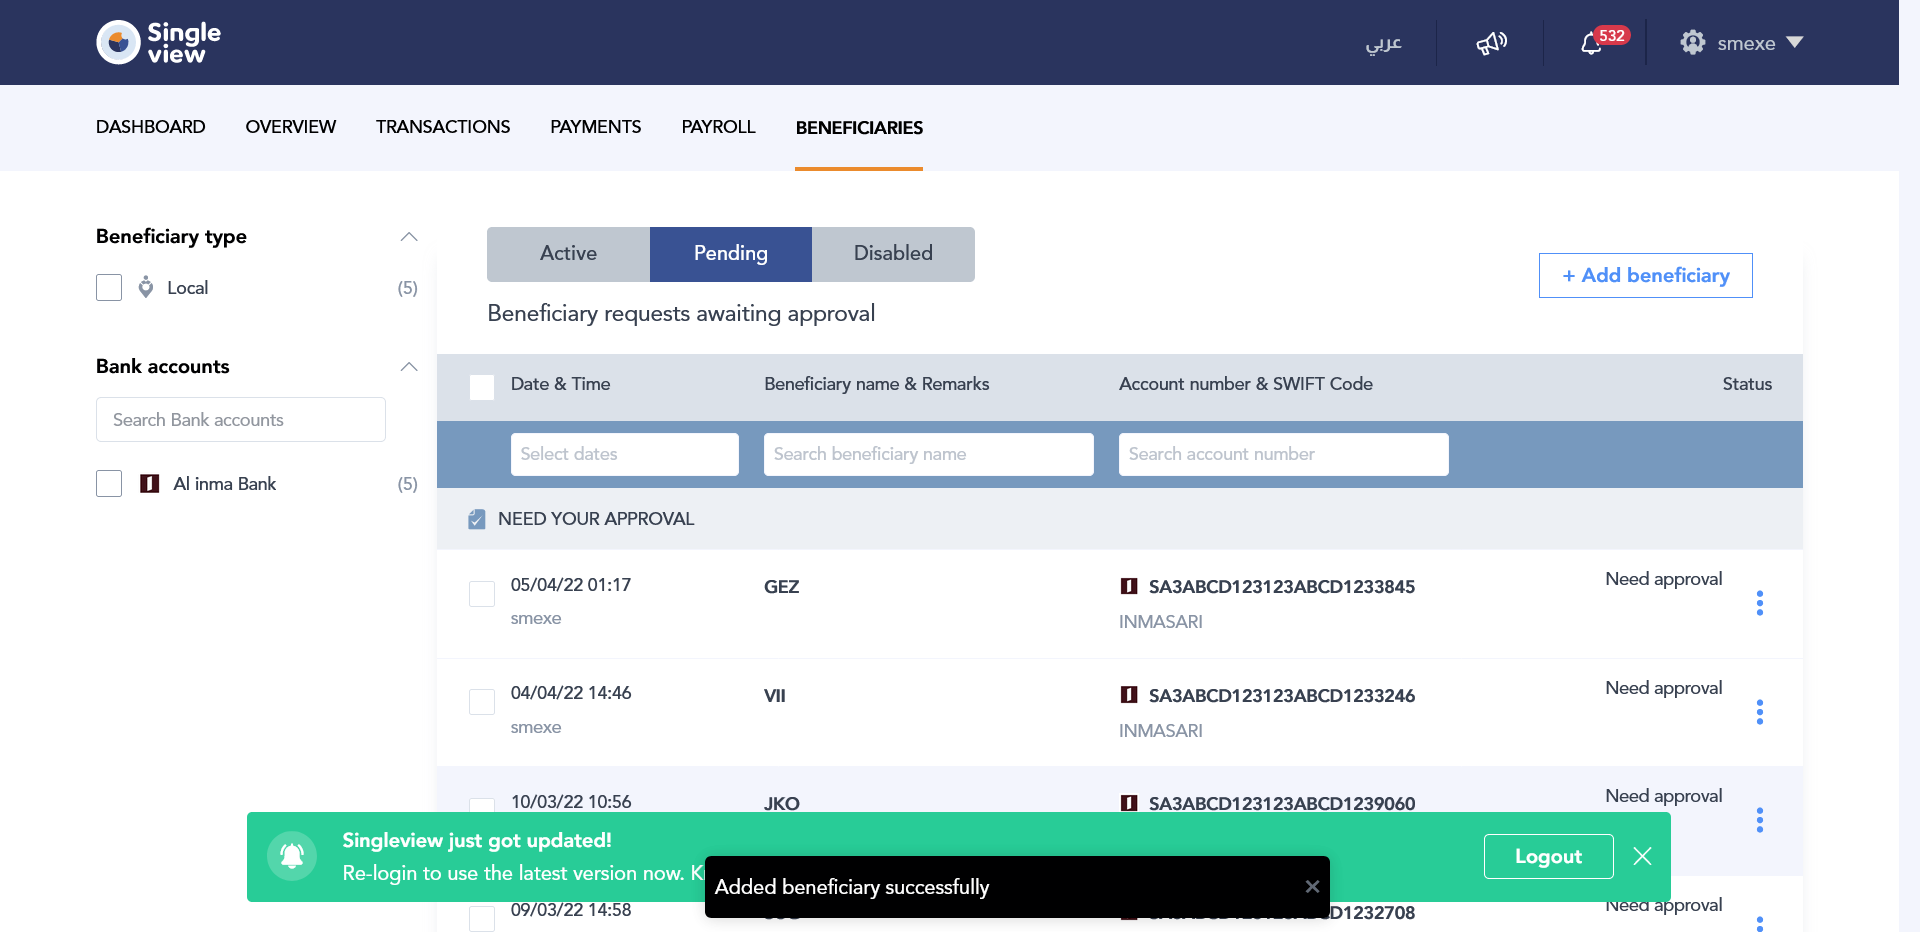 Single
view
عربي
532
smexe
DASHBOARD OVERVIEW TRANSACTIONS PAYMENTS PAYROLL BENEFICIARIES
Beneficiary type
Local (5)
Bank accounts
Search Bank accounts
Al inma Bank (5)
Active Pending Disabled
+ Add beneficiary
Beneficiary requests awaiting approval
Date & Time Beneficiary name & Remarks Account number & SWIFT Code Status
Select dates Search beneficiary name Search account number
NEED YOUR APPROVAL
05/04/22 01:17 GEZ SA3ABCD123123ABCD1233845 Need approval
smexe INMASARI
04/04/22 14:46 VII SA3ABCD123123ABCD1233246 Need approval
smexe INMASARI
10/03/22 10:56 JKO SA3ABCD123123ABCD1239060 Need approval
Singleview just got updated!
Re-login to use the latest version now.
Logout
Added beneficiary successfully
09/03/22 14:58 Need approval